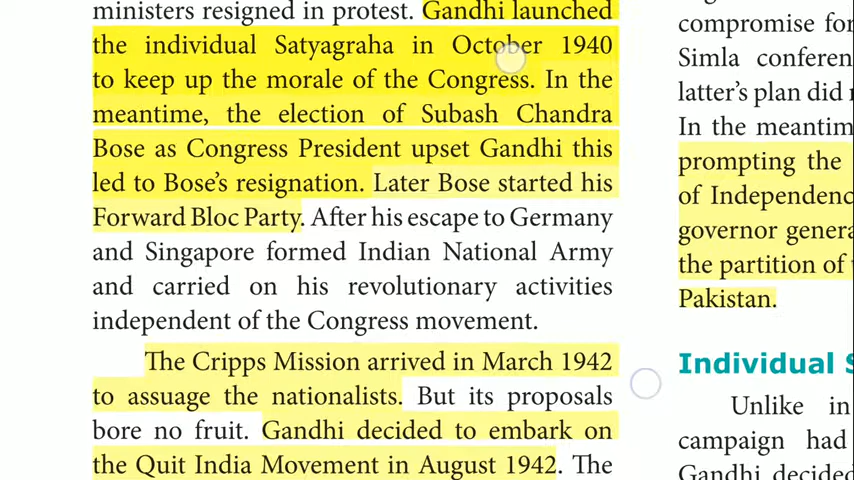 ministers resigned in protest. Gandhi launched
the individual Satyagraha in October 1940
to keep up the morale of the Congress. In the
meantime, the election of Subash Chandra
Bose as Congress President upset Gandhi this
led to Bose's resignation. Later Bose started his
Forward Bloc Party. After his escape to Germany
and Singapore formed Indian National Army
and carried on his revolutionary activities
independent of the Congress movement.
The Cripps Mission arrived in March 1942
to assuage the nationalists. But its proposals
bore no fruit. Gandhi decided to embark on
the Quit India Movement in August 1942. The
compromise for
Simla conferen
latter's plan did
In the meantim
prompting the
of Independenc
governor genera
the partition of
Pakistan.
Individual S
Unlike in
campaign had
Gandhi decided